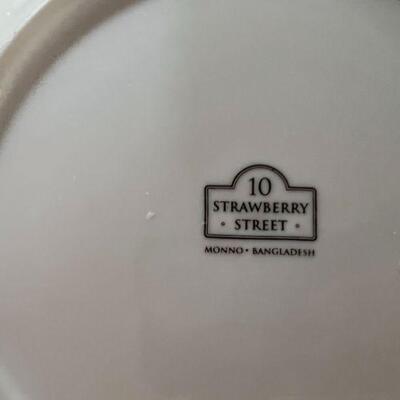 10
STRAWBERRY
• STREET •
MONNO • BANGLADESH